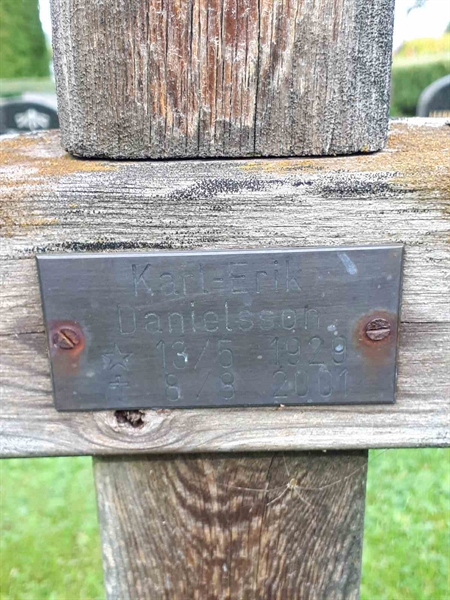 Karl-Erik
Danielsson
☆ 13/5 1929
† 8/8 2001